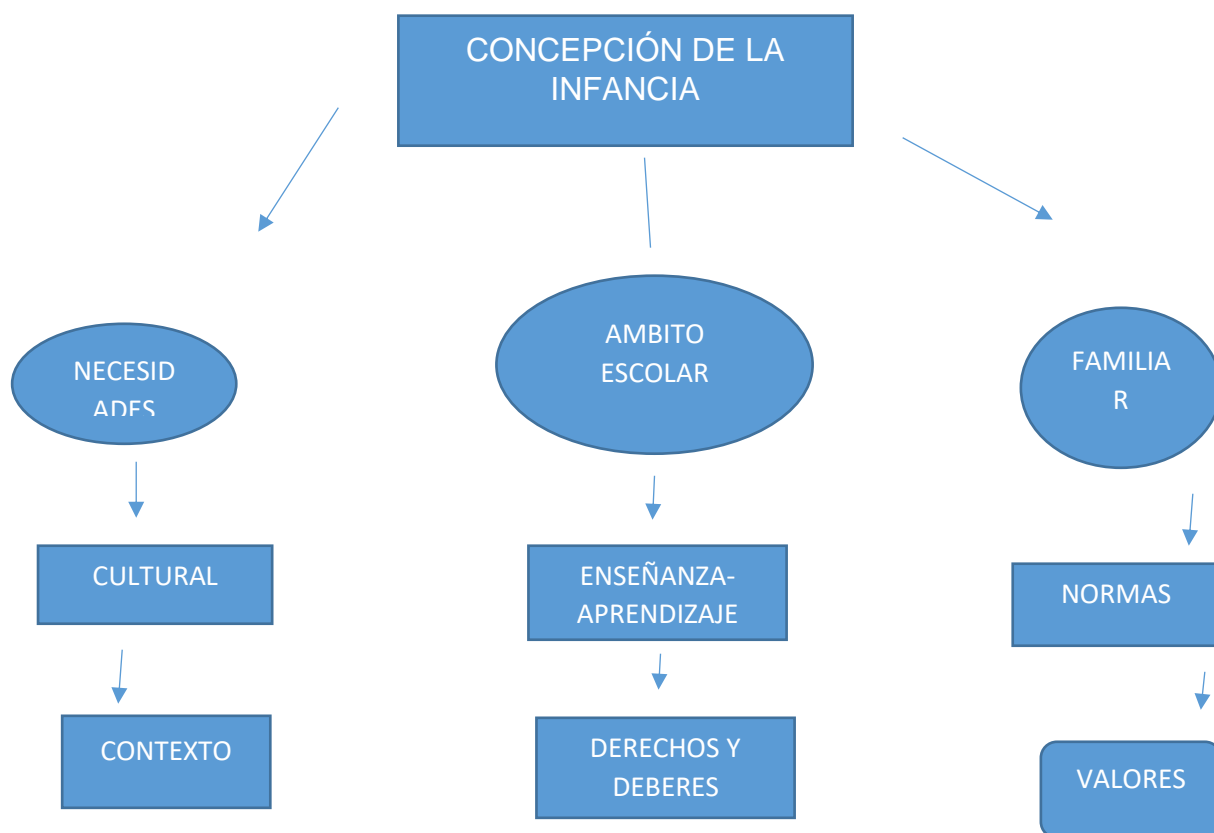 CONCEPCIÓN DE LA
INFANCIA
NECESID
ADES
AMBITO
ESCOLAR
FAMILIA
R
CULTURAL
ENSEÑANZA-
APRENDIZAJE
NORMAS
CONTEXTO
DERECHOS Y
DEBERES
VALORES